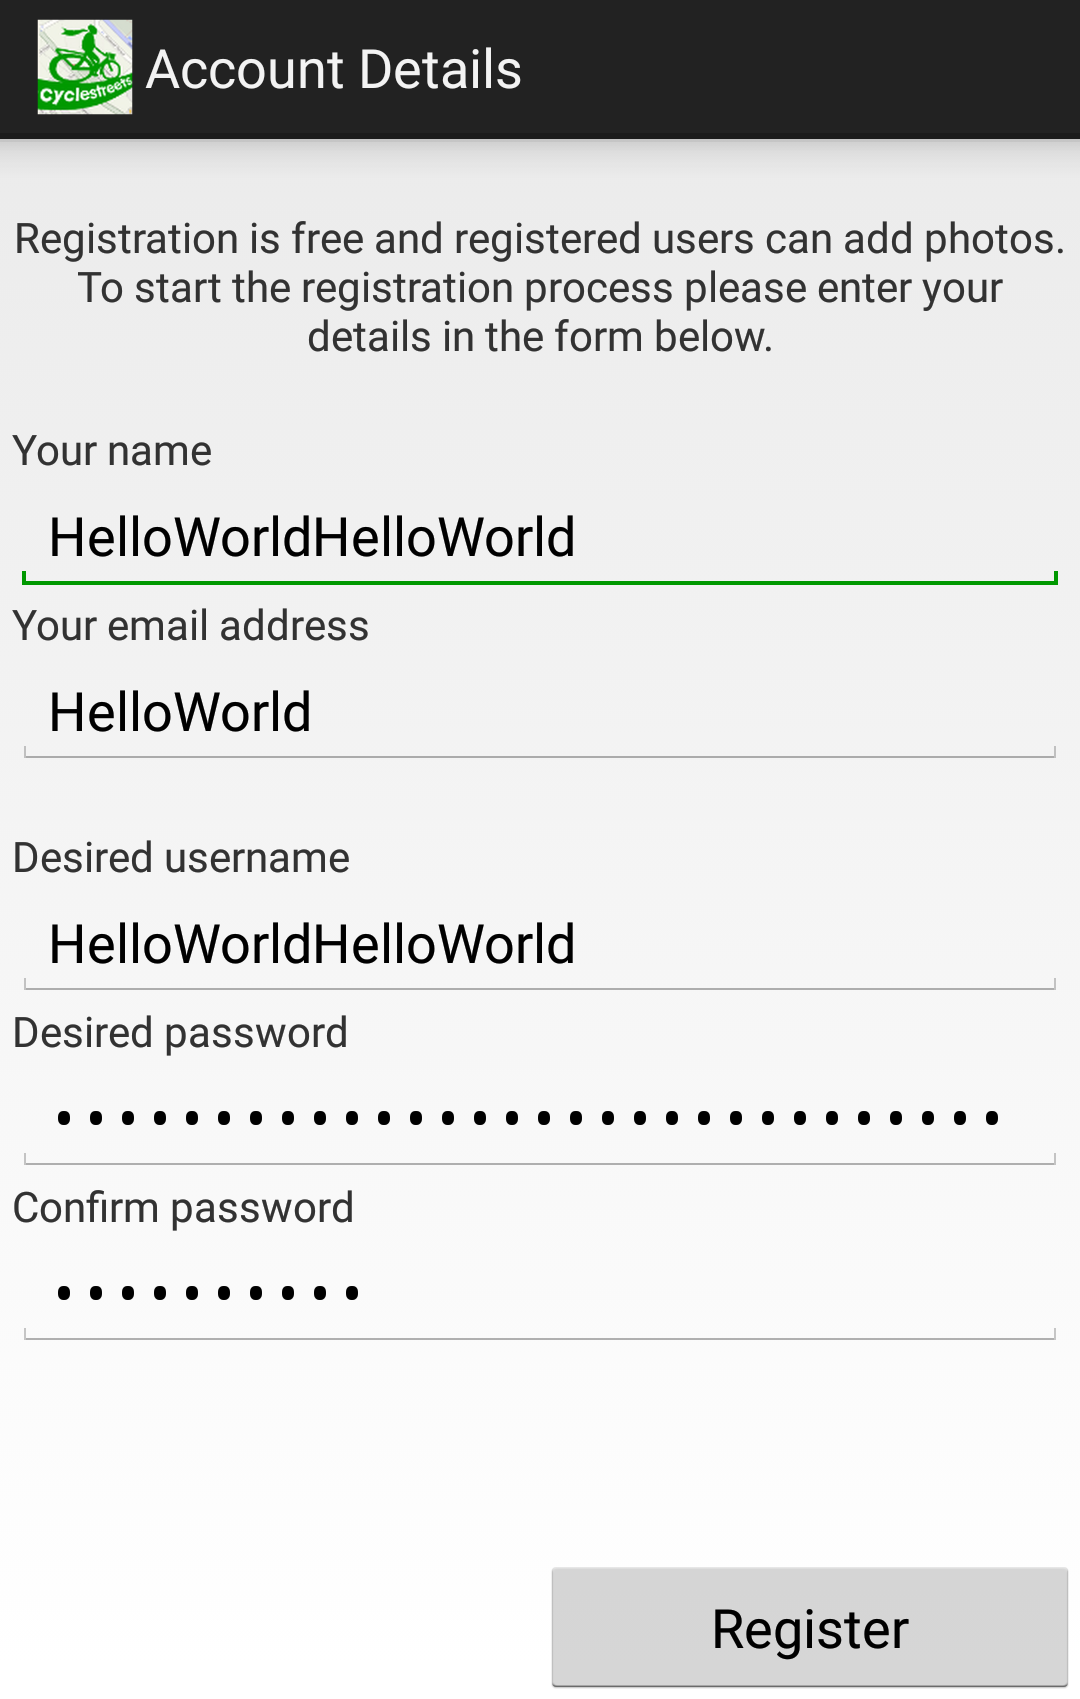 Cyclestreets
Account Details
Registration is free and registered users can add photos.
To start the registration process please enter your
details in the form below.
Your name
HelloWorldHelloWorld
Your email address
HelloWorld
Desired username
HelloWorldHelloWorld
Desired password
••••••••••••••••••••••••••••••
Confirm password
••••••••••
Register